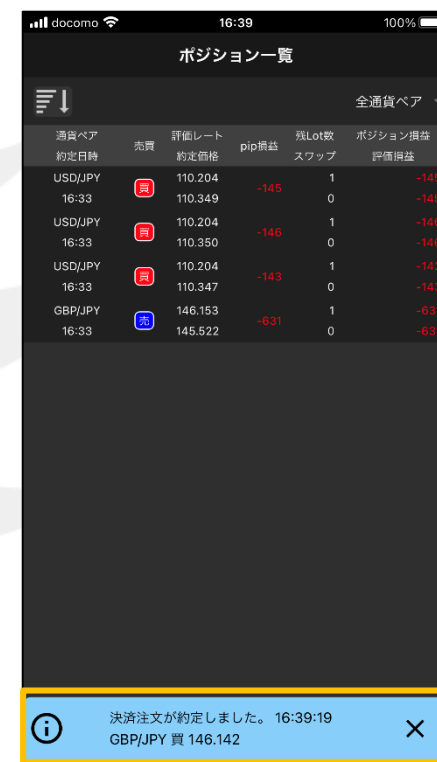 docomo 16:39 100%
ポジション一覧
全通貨ペア
通貨ペア 売買 評価レート pip損益 残Lot数 ポジション損益
約定日時 約定価格 スワップ 評価損益
USD/JPY 買 110.204 -145 1
16:33 110.349 0
USD/JPY 買 110.204 -146 1
16:33 110.350 0
USD/JPY 買 110.204 -143 1
16:33 110.347 0
GBP/JPY 売 146.153 -631 1
16:33 145.522 0
決済注文が約定しました。 16:39:19
GBP/JPY 買 146.142